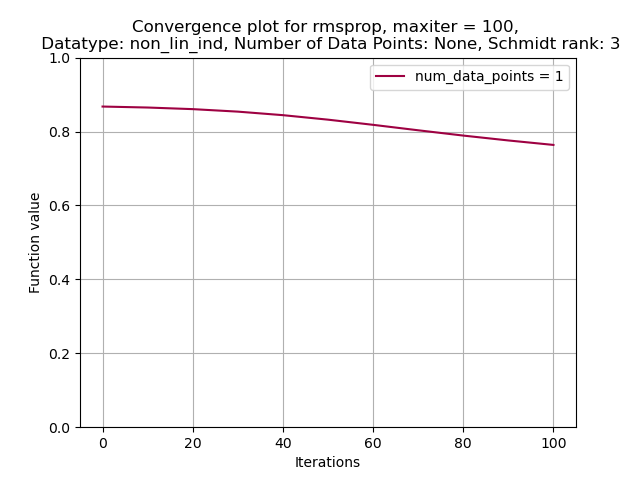 Convergence plot for rmsprop, maxiter = 100,
Datatype: non_lin_ind, Number of Data Points: None, Schmidt rank: 3
num_data_points = 1
1.0
0.8
0.6
0.4
0.2
0.0
Function value
0 20 40 60 80 100
Iterations